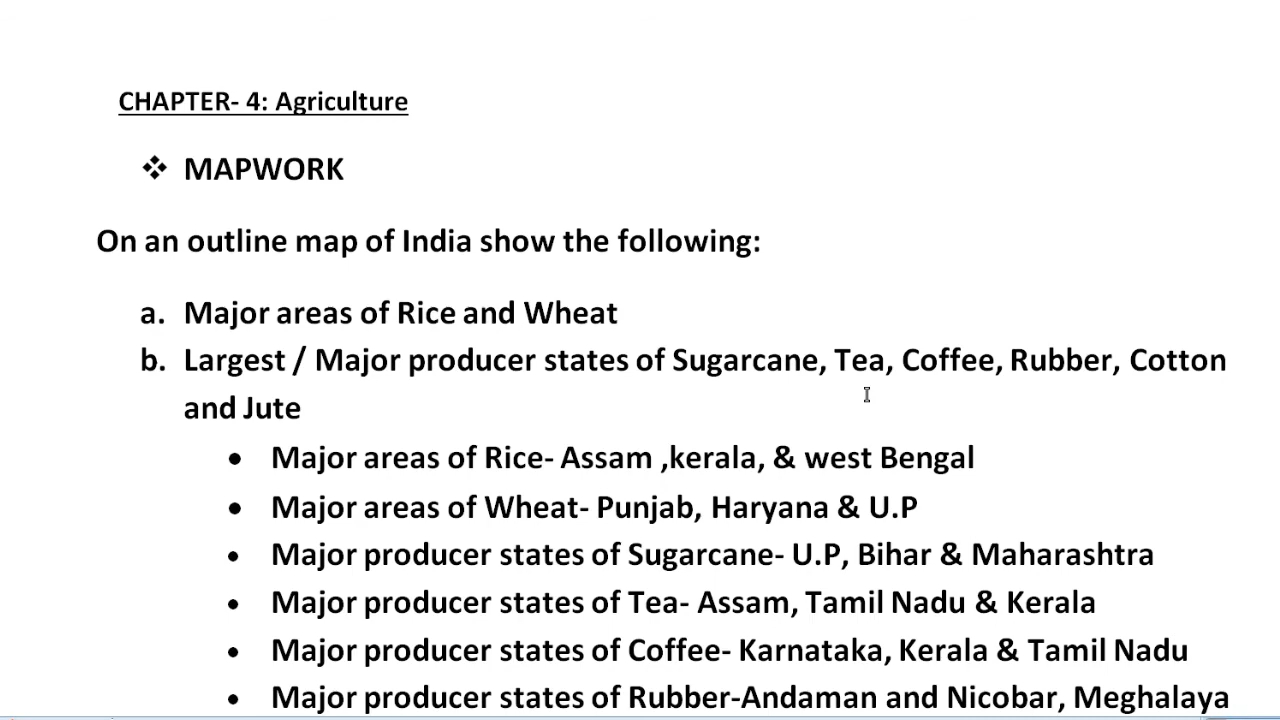 CHAPTER- 4: Agriculture
❖ MAPWORK
On an outline map of India show the following:
a. Major areas of Rice and Wheat
b. Largest / Major producer states of Sugarcane, Tea, Coffee, Rubber, Cotton
and Jute
• Major areas of Rice- Assam ,kerala, & west Bengal
• Major areas of Wheat- Punjab, Haryana & U.P
• Major producer states of Sugarcane- U.P, Bihar & Maharashtra
• Major producer states of Tea- Assam, Tamil Nadu & Kerala
• Major producer states of Coffee- Karnataka, Kerala & Tamil Nadu
• Major producer states of Rubber-Andaman and Nicobar, Meghalaya